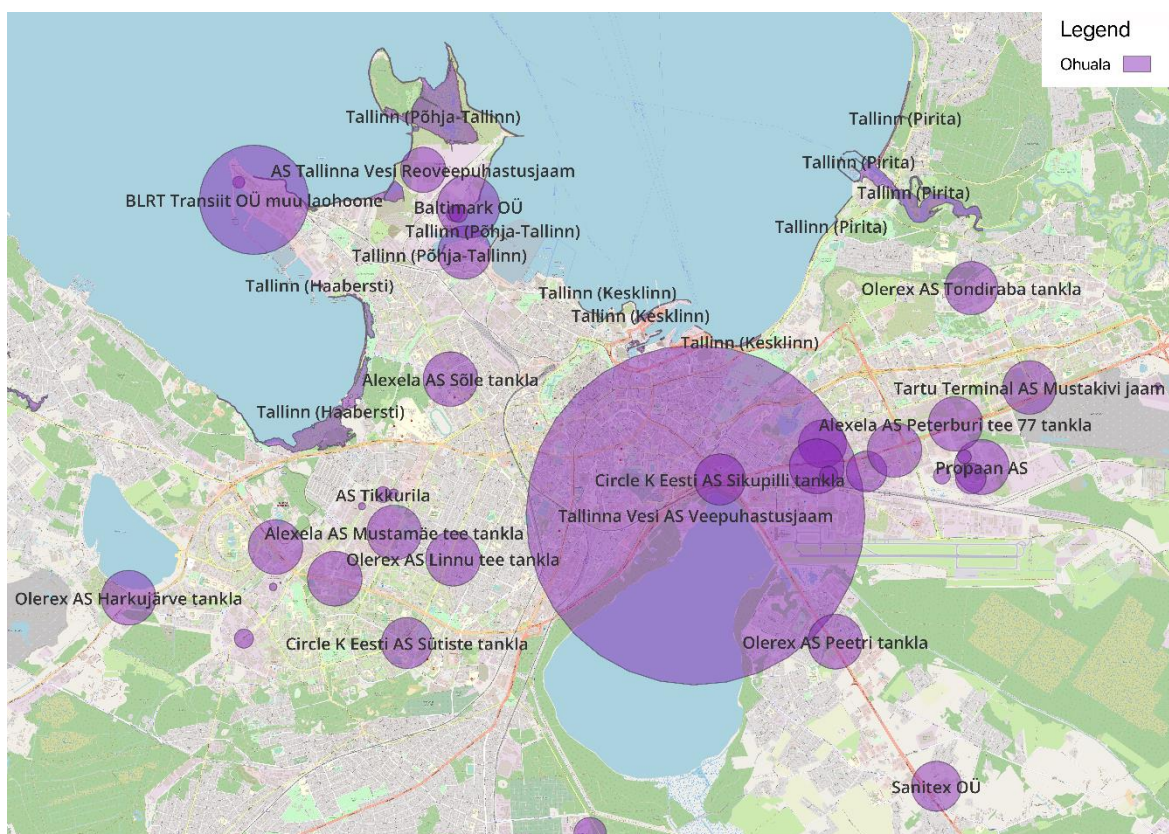 Legend
Ohuala
Tallinn (Põhja-Tallinn)
Tallinn (Pirita)
Tallinn (Pirita)
AS Tallinna Vesi Reoveepuhastusjaam
Tallinn (Pirita)
BLRT Transiit OÜ muu laohoone
Baltimark OÜ
Tallinn (Pirita)
Tallinn (Põhja-Tallinn)
Tallinn (Põhja-Tallinn)
Tallinn (Haabersti)
Olerex AS Tondiraba tankla
Tallinn (Kesklinn)
Tallinn (Kesklinn)
Tallinn (Kesklinn)
Alexela AS Sõle tankla
Tartu Terminal AS Mustakivi jaam
Tallinn (Haabersti)
Alexela AS Peterburi tee 77 tankla
Propaan AS
Circle K Eesti AS Sikupilli tankla
AS Tikkurila
Tallinna Vesi AS Veepuhastusjaam
Alexela AS Mustamäe tee tankla
Olerex AS Linnu tee tankla
Olerex AS Harkujärve tankla
Circle K Eesti AS Sütiste tankla
Olerex AS Peetri tankla
Sanitex OÜ